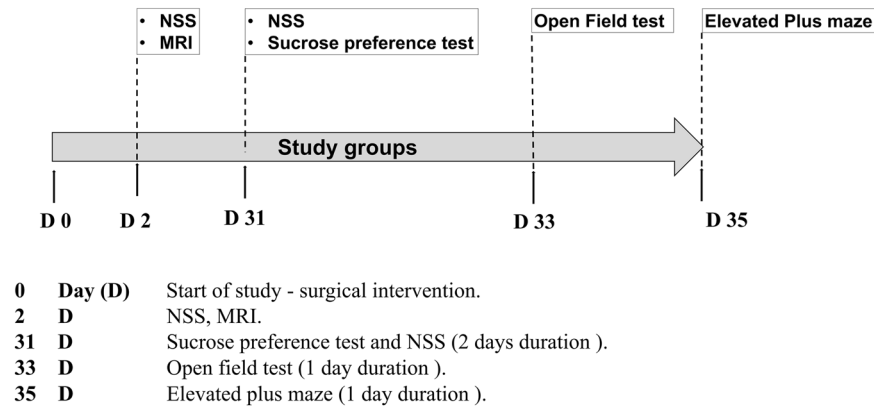 • NSS
• MRI
• NSS
• Sucrose preference test
Open Field test
Elevated Plus maze
Study groups
D 0
D 2
D 31
D 33
D 35
0 Day (D) Start of study - surgical intervention.
2 D NSS, MRI.
31 D Sucrose preference test and NSS (2 days duration ).
33 D Open field test (1 day duration ).
35 D Elevated plus maze (1 day duration ).